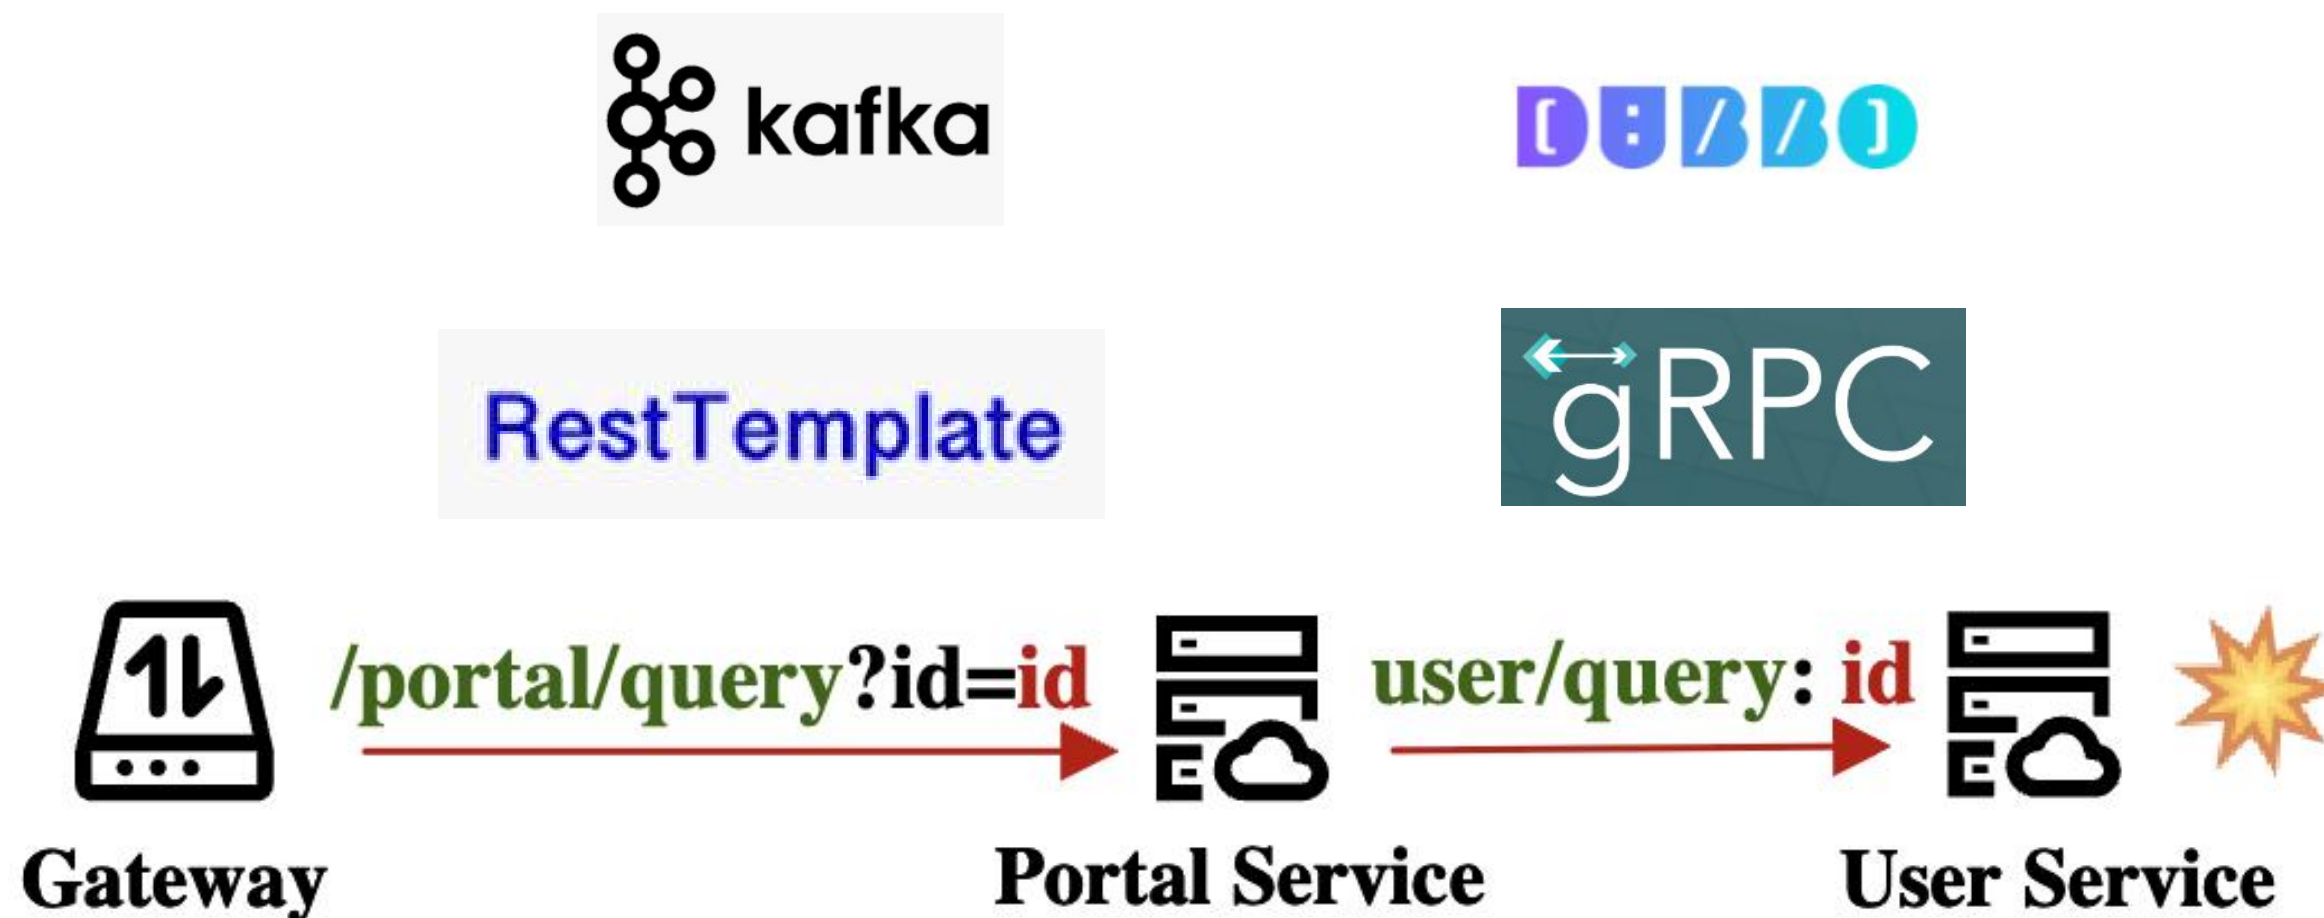 kafka
DUBBO
RestTemplate
gRPC
/portal/query?id=id
user/query: id
Gateway
Portal Service
User Service